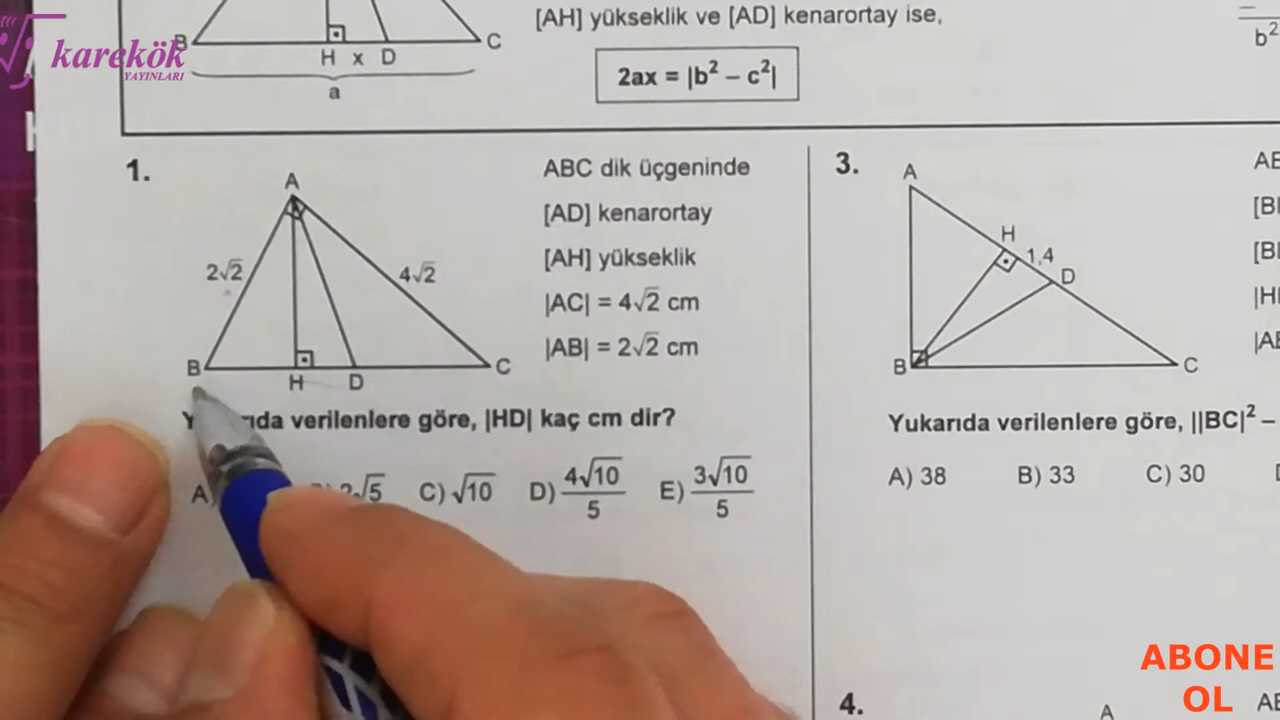 karekök
YAYINLARI
[AH] yükseklik ve [AD] kenarortay ise,
B H x D C
a
2ax = |b² – c²|
b²
1.
A
2√2
4√2
B H D C
ABC dik üçgeninde
[AD] kenarortay
[AH] yükseklik
|AC| = 4√2 cm
|AB| = 2√2 cm
verilenlere göre, |HD| kaç cm dir?
A) 2√5 C) √10 D) 4√10/5 E) 3√10/5
3.
A
H
1,4
D
B C
Yukarıda verilenlere göre, ||BC|² –
A) 38 B) 33 C) 30
4.
A
ABONE
OL